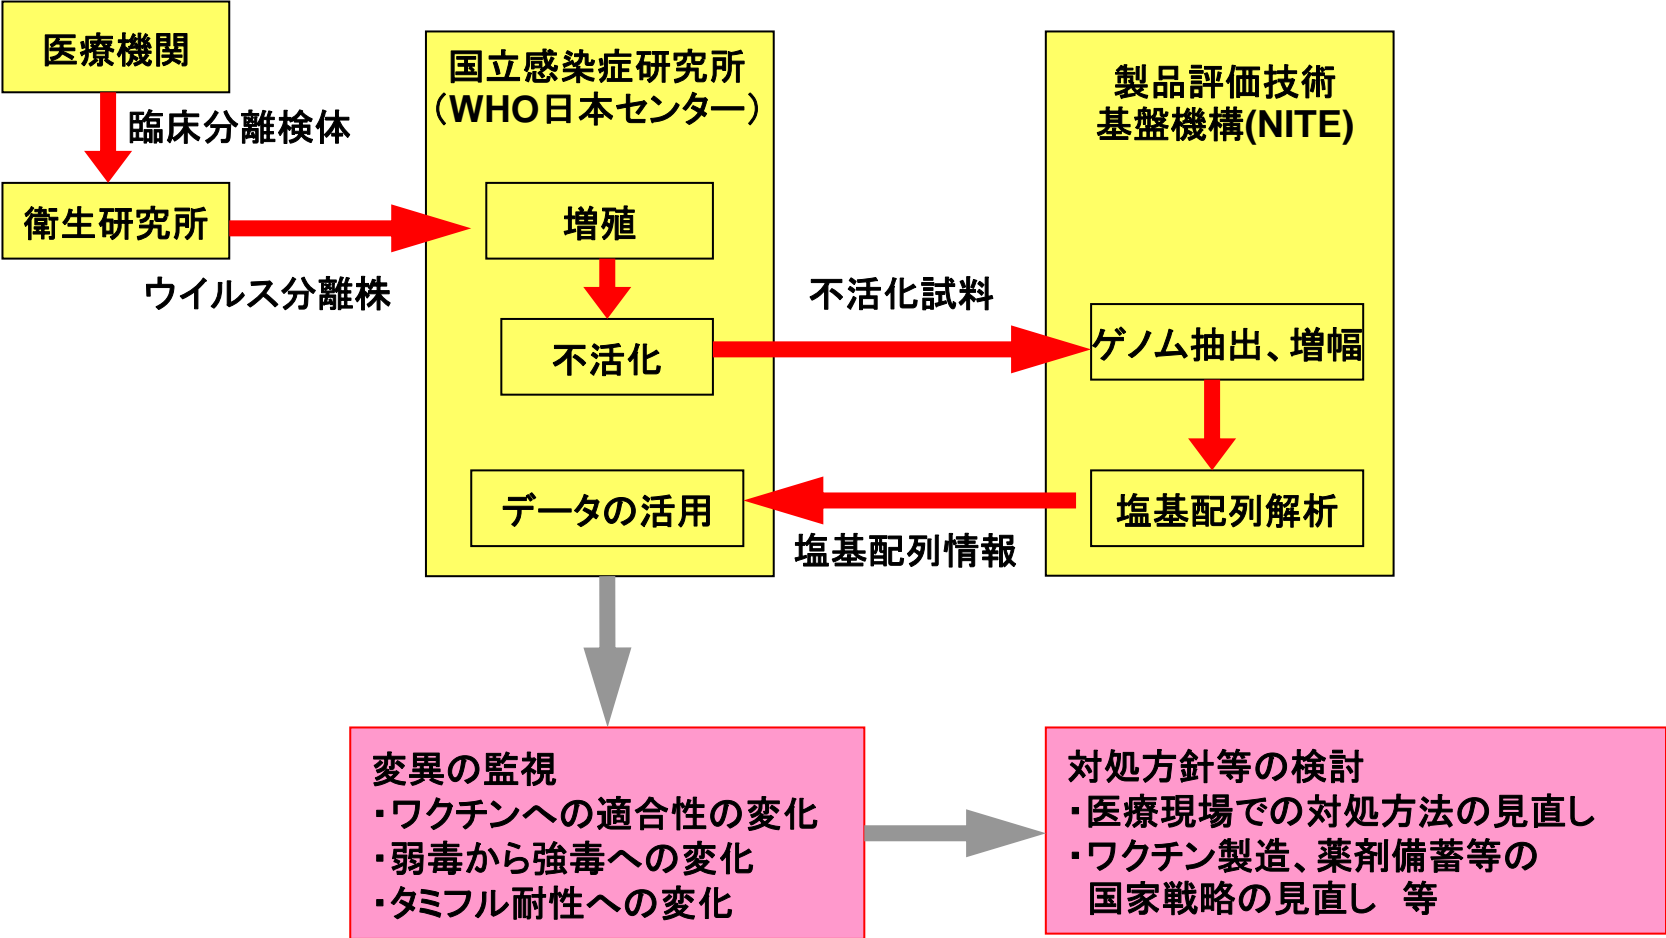 医療機関
臨床分離検体
衛生研究所
ウイルス分離株
国立感染症研究所
（WHO日本センター）
増殖
不活化
データの活用
不活化試料
製品評価技術
基盤機構(NITE)
ゲノム抽出、増幅
塩基配列解析
塩基配列情報
変異の監視
・ワクチンへの適合性の変化
・弱毒から強毒への変化
・タミフル耐性への変化
対処方針等の検討
・医療現場での対処方法の見直し
・ワクチン製造、薬剤備蓄等の
国家戦略の見直し　等